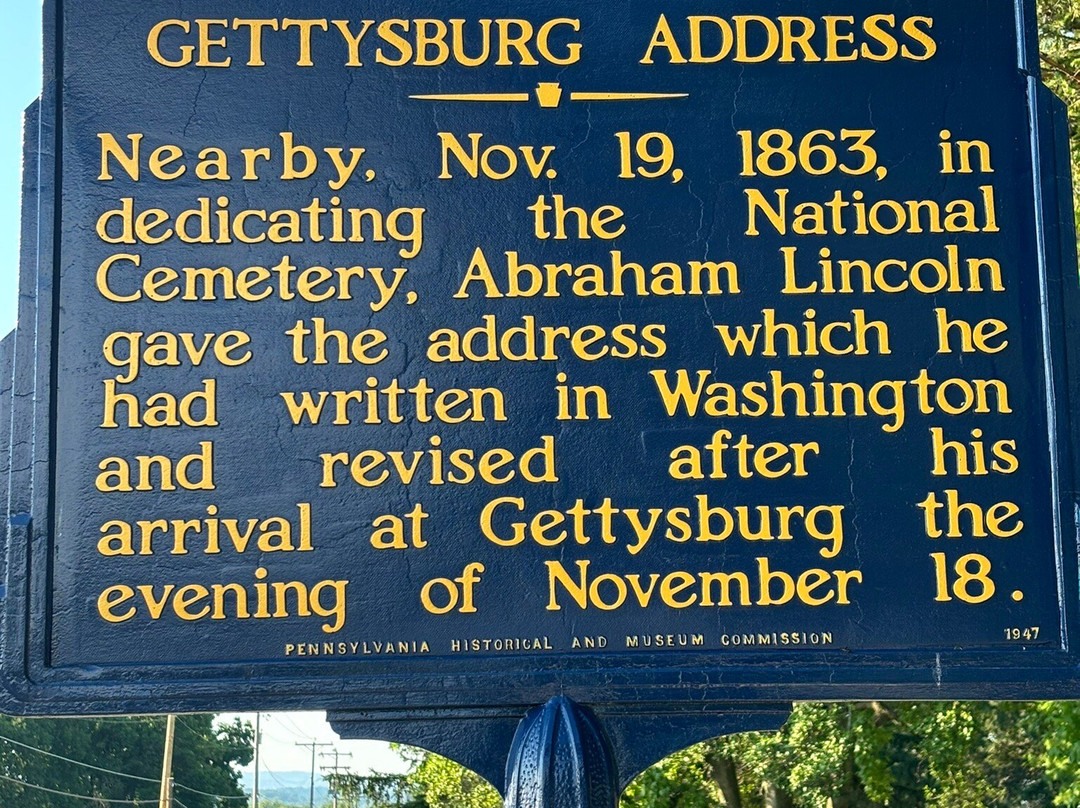 GETTYSBURG ADDRESS
Nearby, Nov. 19, 1863, in
dedicating the National
Cemetery, Abraham Lincoln
gave the address which he
had written in Washington
and revised after his
arrival at Gettysburg the
evening of November 18.
PENNSYLVANIA HISTORICAL AND MUSEUM COMMISSION 1947